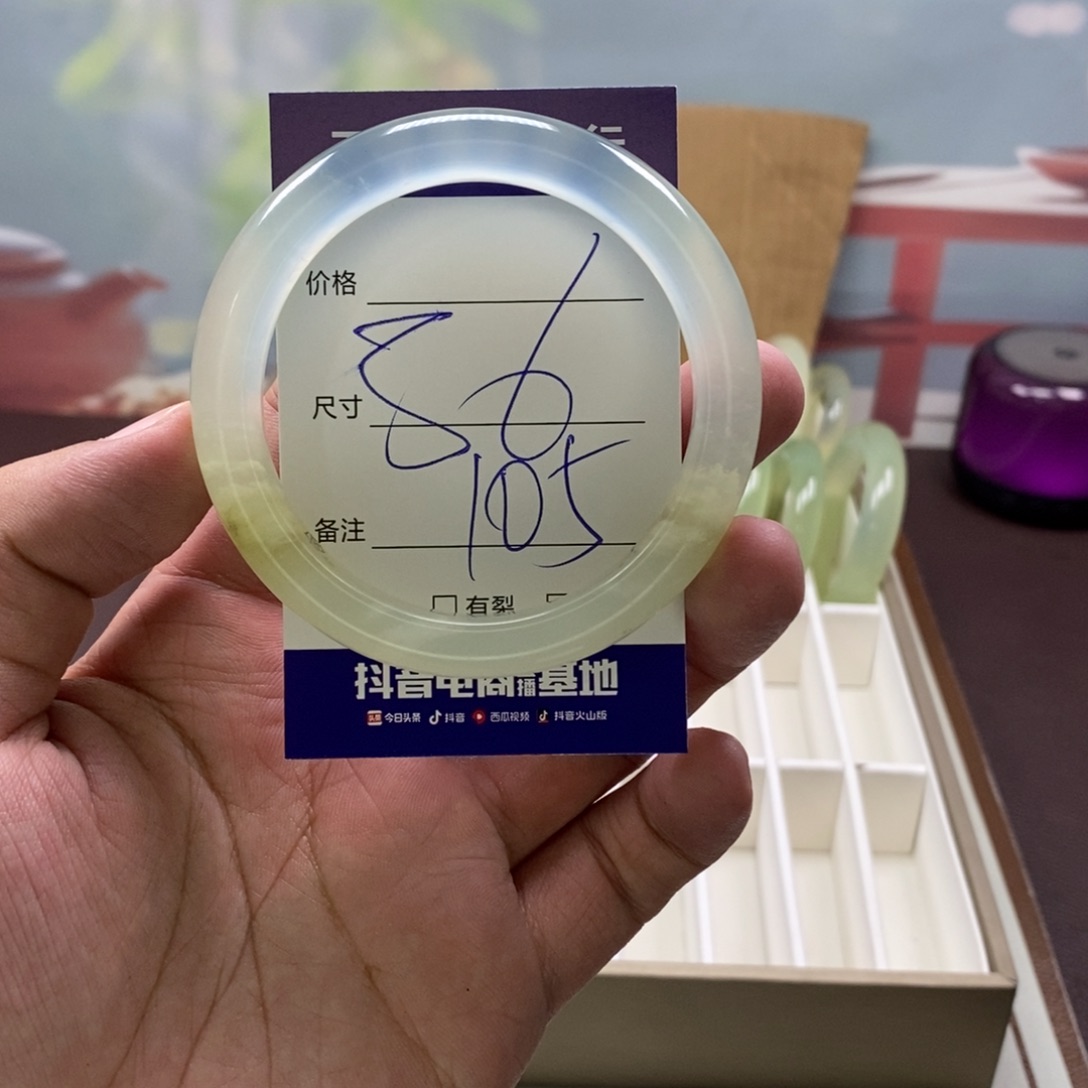 价格
86
尺寸
105
备注
有裂
抖音电商直播基地
今日头条 抖音 西瓜视频 抖音火山版